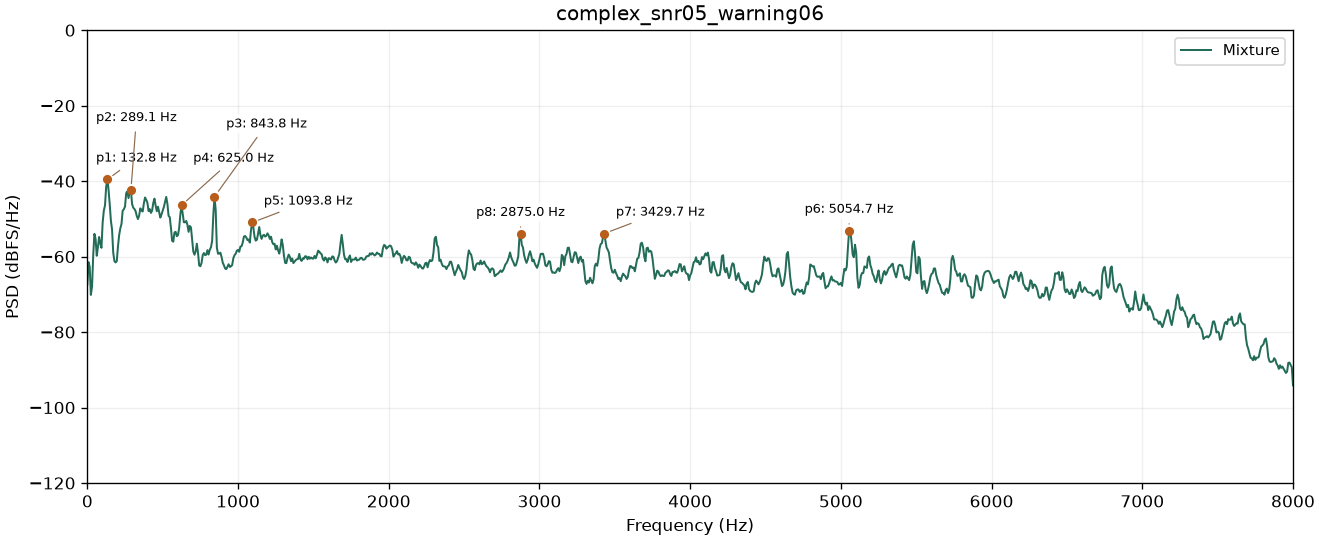 complex_snr05_warning06
Mixture
p2: 289.1 Hz
p3: 843.8 Hz
p1: 132.8 Hz
p4: 625.0 Hz
p5: 1093.8 Hz
p8: 2875.0 Hz
p7: 3429.7 Hz
p6: 5054.7 Hz
PSD (dBFS/Hz)
0
−20
−40
−60
−80
−100
−120
0
1000
2000
3000
4000
5000
6000
7000
8000
Frequency (Hz)